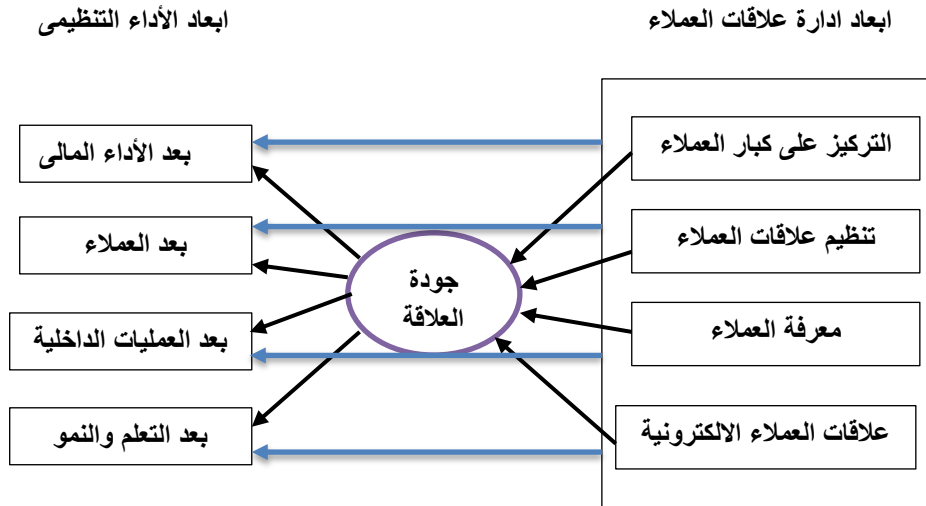 ابعاد ادارة علاقات العملاء
ابعاد الأداء التنظيمى
التركيز على كبار العملاء
تنظيم علاقات العملاء
معرفة العملاء
علاقات العملاء الالكترونية
جودة
العلاقة
بعد الأداء المالى
بعد العملاء
بعد العمليات الداخلية
بعد التعلم والنمو